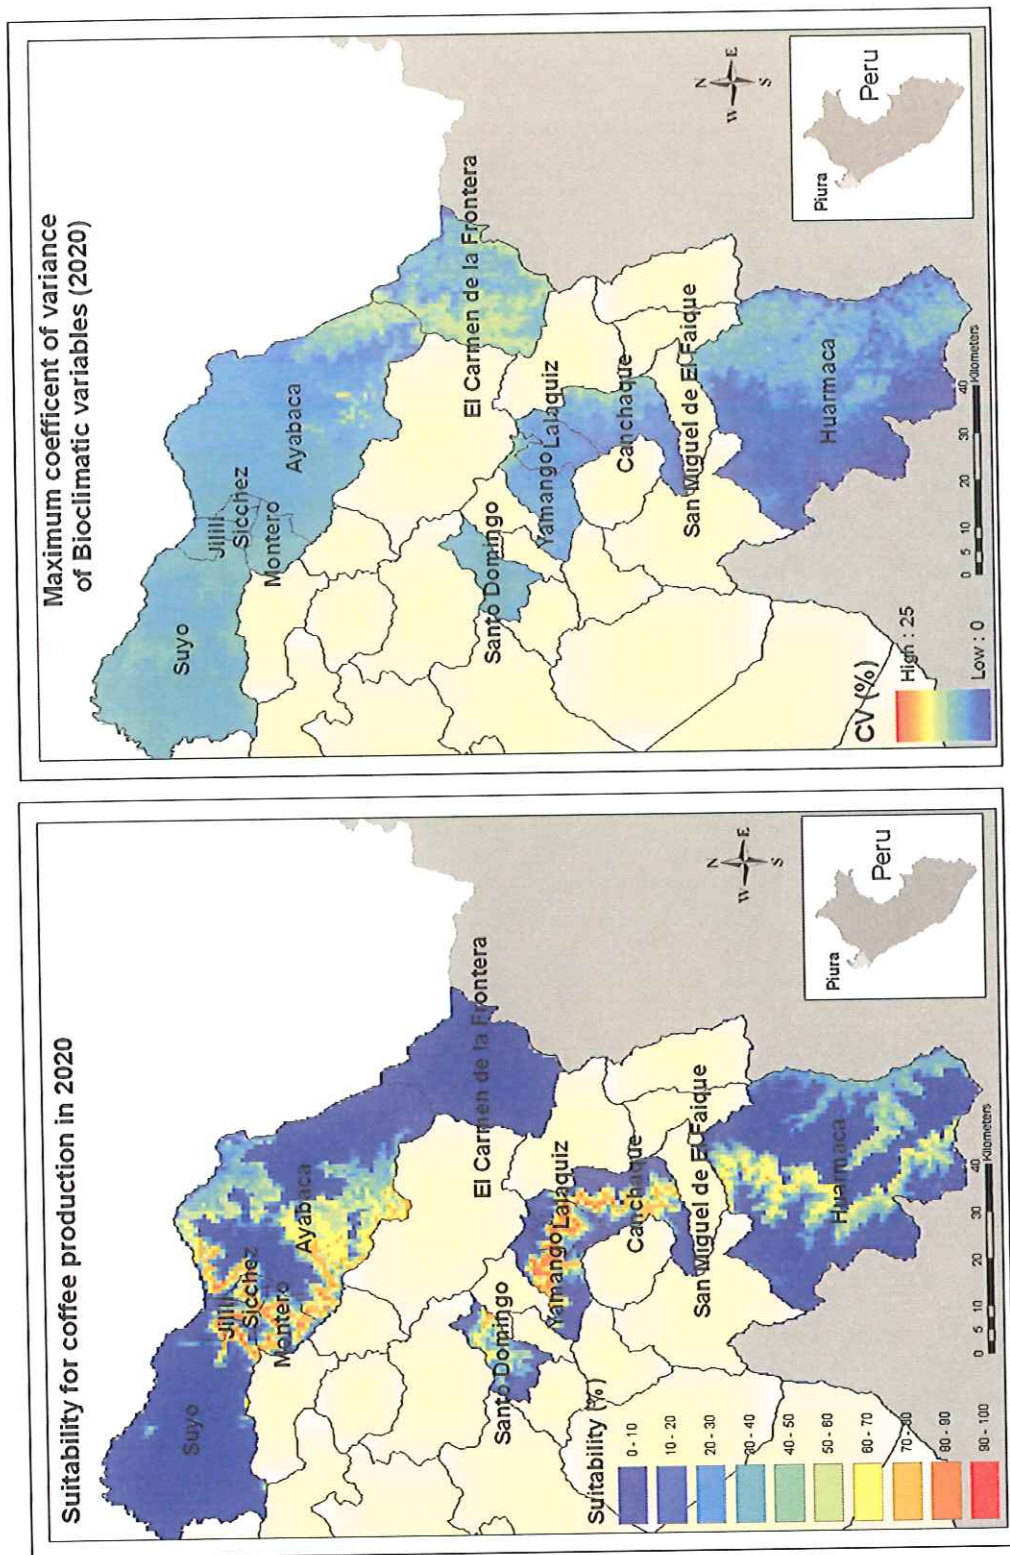 Suitability for coffee production in 2020
Suyo
Jilili
Sicchez
Montero
Ayabaca
Santo Domingo
El Carmen de la Frontera
Yamango
Lalaquiz
Canchaque
San Miguel de El Faique
Huarmaca
N
W
E
S
Suitability (%)
0 - 10
10 - 20
20 - 30
30 - 40
40 - 50
50 - 60
60 - 70
70 - 80
80 - 90
90 - 100
0 5 10 20 30 40
Kilometers
Piura
Peru
Maximum coefficent of variance
of Bioclimatic variables (2020)
Suyo
Jilili
Sicchez
Montero
Ayabaca
Santo Domingo
El Carmen de la Frontera
Yamango
Lalaquiz
Canchaque
San Miguel de El Faique
Huarmaca
N
W
E
S
CV (%)
High : 25
Low : 0
0 5 10 20 30 40
Kilometers
Piura
Peru